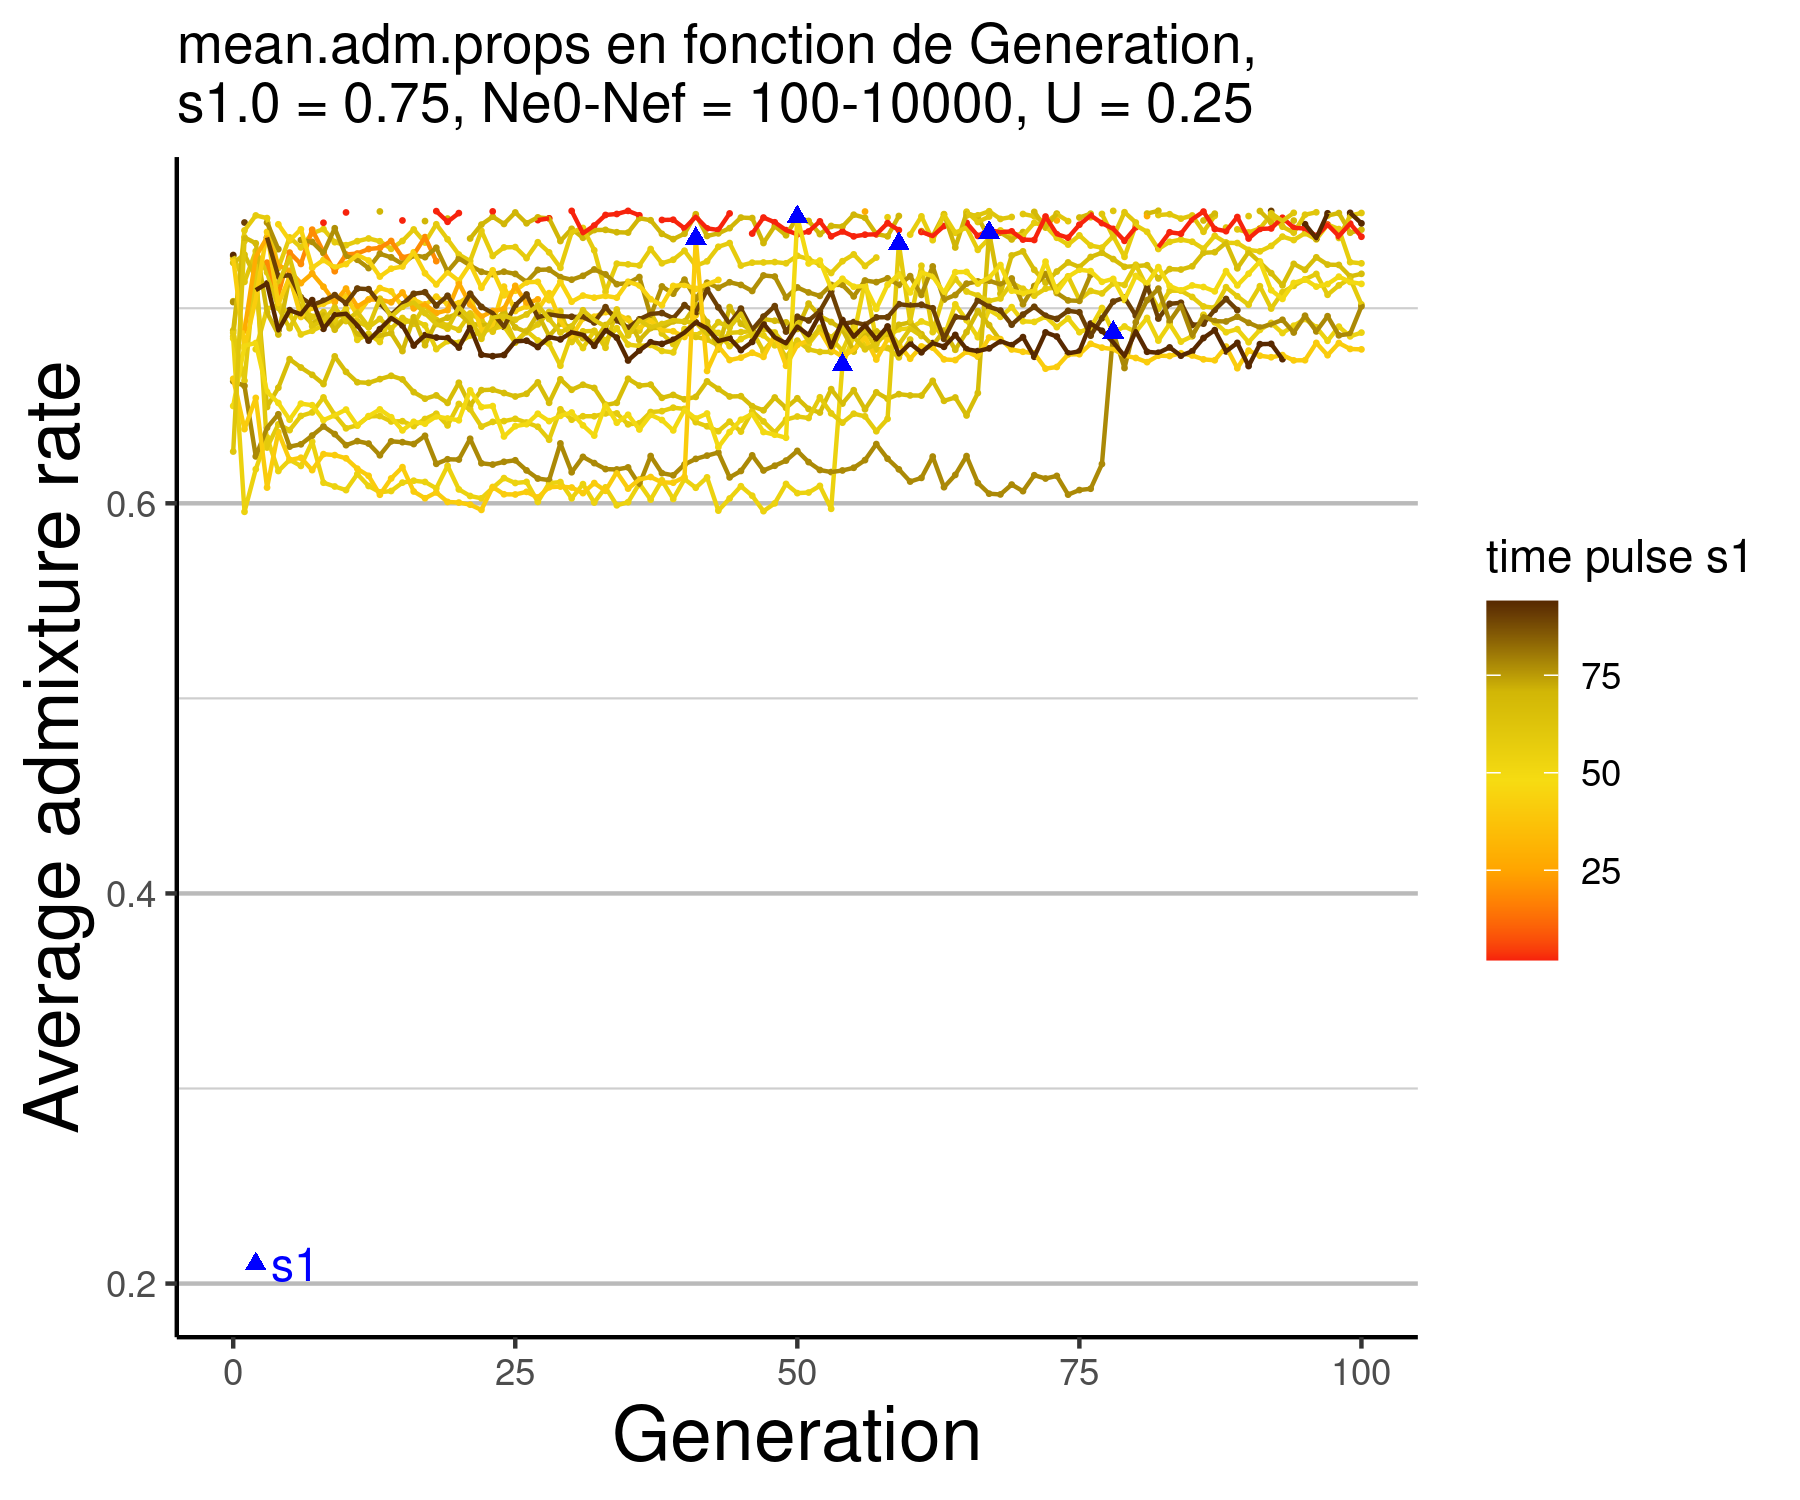 mean.adm.props en fonction de Generation,
s1.0 = 0.75, Ne0-Nef = 100-10000, U = 0.25
Average admixture rate
0.6
0.4
0.2
s1
0
25
50
75
100
Generation
time pulse s1
75
50
25